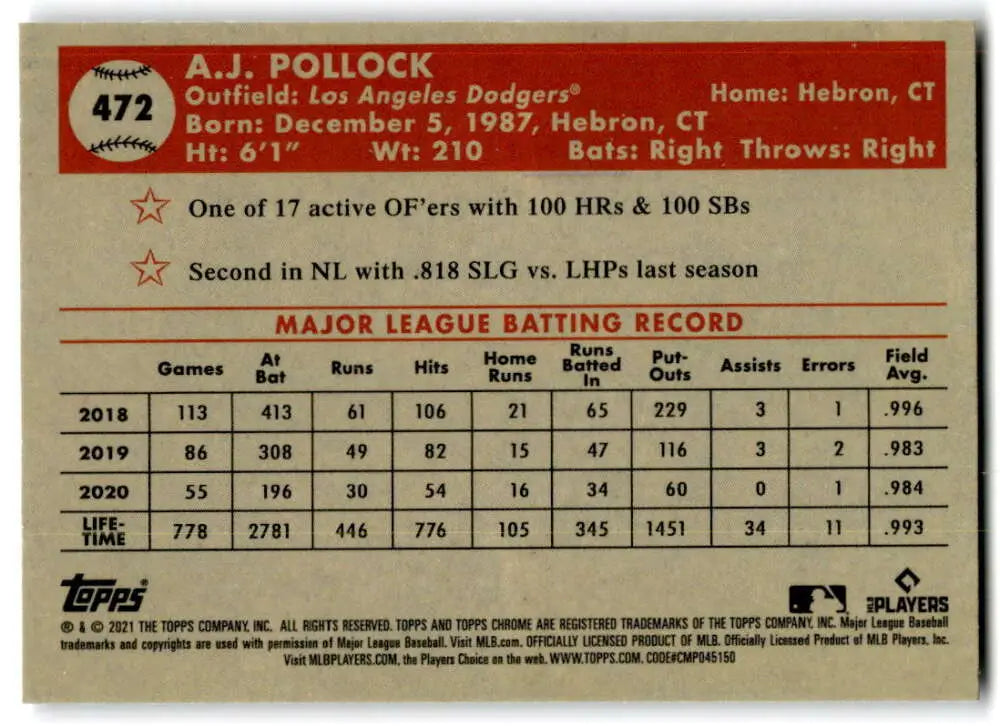 472
A.J. POLLOCK
Outfield: Los Angeles Dodgers® Home: Hebron, CT
Born: December 5, 1987, Hebron, CT
Ht: 6'1" Wt: 210 Bats: Right Throws: Right
One of 17 active OF'ers with 100 HRs & 100 SBs
Second in NL with .818 SLG vs. LHPs last season
MAJOR LEAGUE BATTING RECORD
Games At Bat Runs Hits Home Runs Runs Batted In Put-Outs Assists Errors Field Avg.
2018 113 413 61 106 21 65 229 3 1 .996
2019 86 308 49 82 15 47 116 3 2 .983
2020 55 196 30 54 16 34 60 0 1 .984
LIFE-TIME 778 2781 446 776 105 345 1451 34 11 .993
Topps®
MLB PLAYERS
® & © 2021 THE TOPPS COMPANY, INC. ALL RIGHTS RESERVED. TOPPS AND TOPPS CHROME ARE REGISTERED TRADEMARKS OF THE TOPPS COMPANY, INC. Major League Baseball
trademarks and copyrights are used with permission of Major League Baseball. Visit MLB.com. OFFICIALLY LICENSED PRODUCT OF MLB. Officially Licensed Product of MLB Players, Inc.
Visit MLBPLAYERS.COM, the Players Choice on the web. WWW.TOPPS.COM. CODE#CMP045150